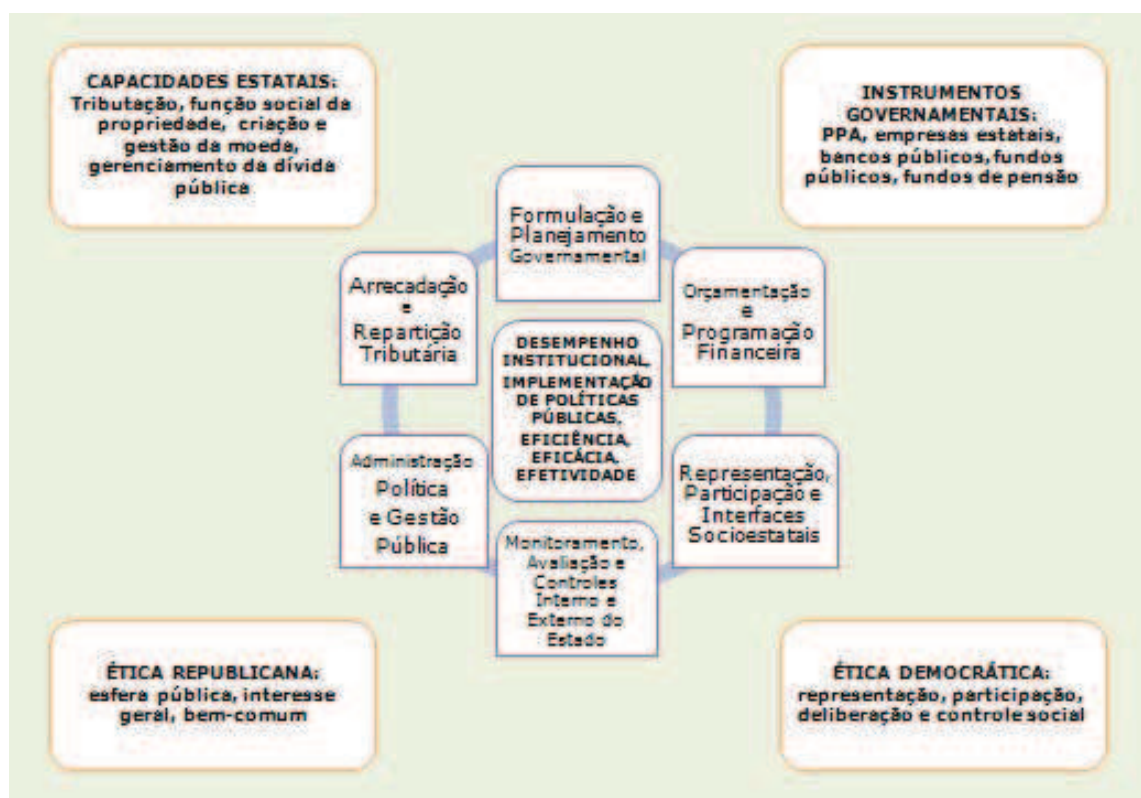 CAPACIDADES ESTATAIS:
Tributação, função social da
propriedade, criação e
gestão da moeda,
gerenciamento da dívida
pública
INSTRUMENTOS
GOVERNAMENTAIS:
PPA, empresas estatais,
bancos públicos, fundos
públicos, fundos de pensão
Formulação e
Planejamento
Governamental
Arrecadação
e
Repartição
Tributária
Orçamentação
e
Programação
Financeira
DESEMPENHO
INSTITUCIONAL,
IMPLEMENTAÇÃO
DE POLÍTICAS
PÚBLICAS,
EFICIÊNCIA,
EFICÁCIA,
EFETIVIDADE
Administração
Política
e Gestão
Pública
Representação,
Participação e
Interfaces
Socioestatais
Monitoramento,
Avaliação e
Controles
Interno e
Externo do
Estado
ÉTICA REPUBLICANA:
esfera pública, interesse
geral, bem-comum
ÉTICA DEMOCRÁTICA:
representação, participação,
deliberação e controle social